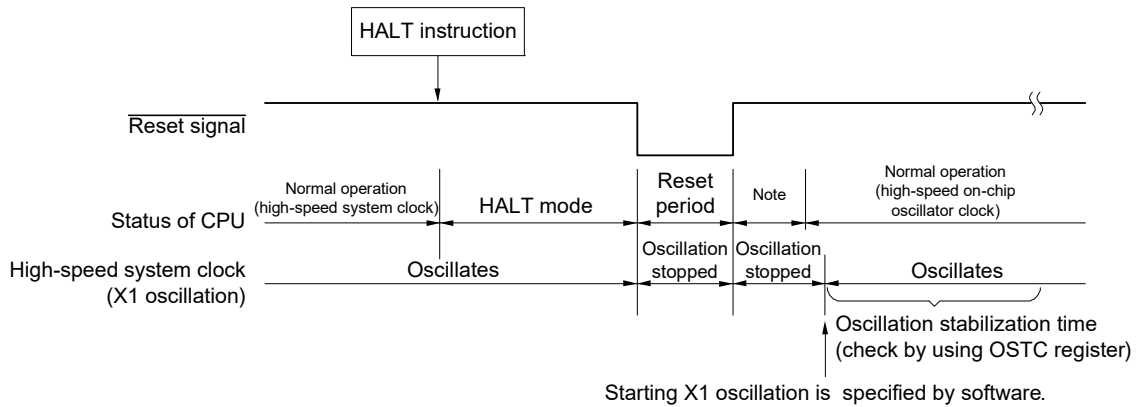 HALT instruction
Reset signal
Status of CPU
Normal operation
(high-speed system clock)
HALT mode
Reset
period
Note
Normal operation
(high-speed on-chip
oscillator clock)
High-speed system clock
(X1 oscillation)
Oscillates
Oscillation
stopped
Oscillation
stopped
Oscillates
Oscillation stabilization time
(check by using OSTC register)
Starting X1 oscillation is specified by software.